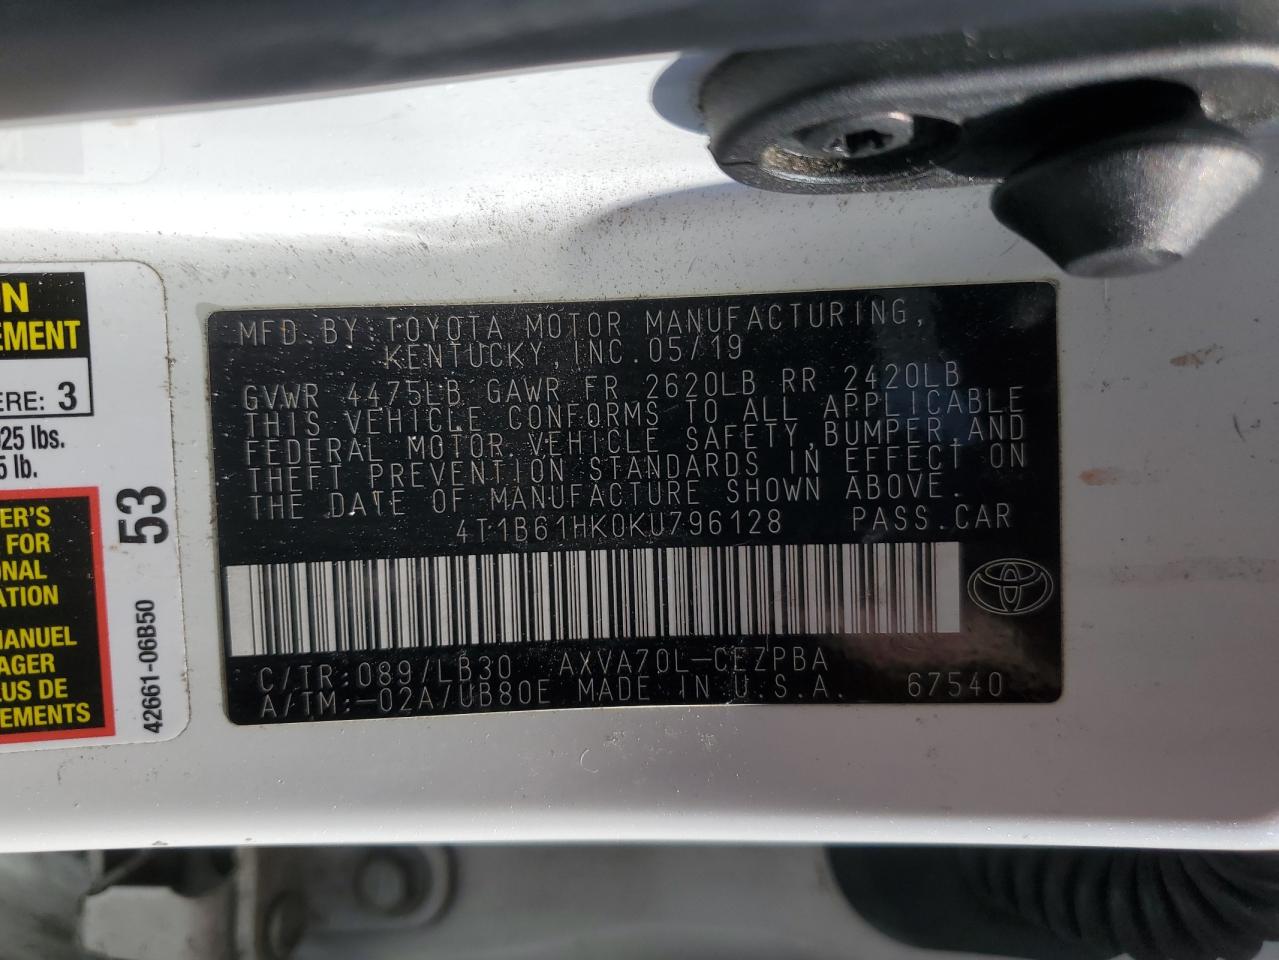 ON
EMENT
ERE: 3
025 lbs.
5 lb.
53
ER'S
FOR
ONAL
ATION
MANUEL
AGER
LUS DE
EMENTS
42661-06B50
MFD.BY:TOYOTA MOTOR MANUFACTURING,
KENTUCKY,INC.05/19
GVWR 4475LB GAWR FR 2620LB RR 2420LB
THIS VEHICLE CONFORMS TO ALL APPLICABLE
FEDERAL MOTOR VEHICLE SAFETY,BUMPER,AND
THEFT PREVENTION STANDARDS IN EFFECT ON
THE DATE OF MANUFACTURE SHOWN ABOVE.
4T1B61HK0KU796128 PASS.CAR
C/TR:089/LB30 AXVA70L-CEZPBA
A/TM:-02A/UB80E MADE IN U.S.A. 67540